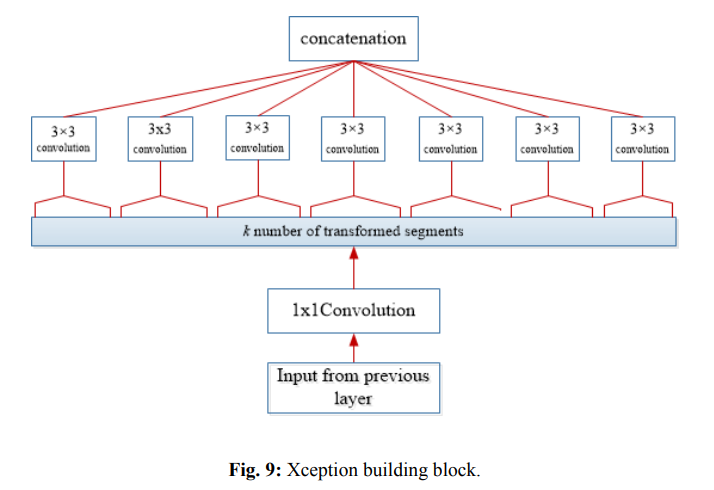 concatenation
3×3
convolution
3x3
convolution
3×3
convolution
3×3
convolution
3×3
convolution
3×3
convolution
3×3
convolution
k number of transformed segments
1x1Convolution
Input from previous
layer
Fig. 9: Xception building block.